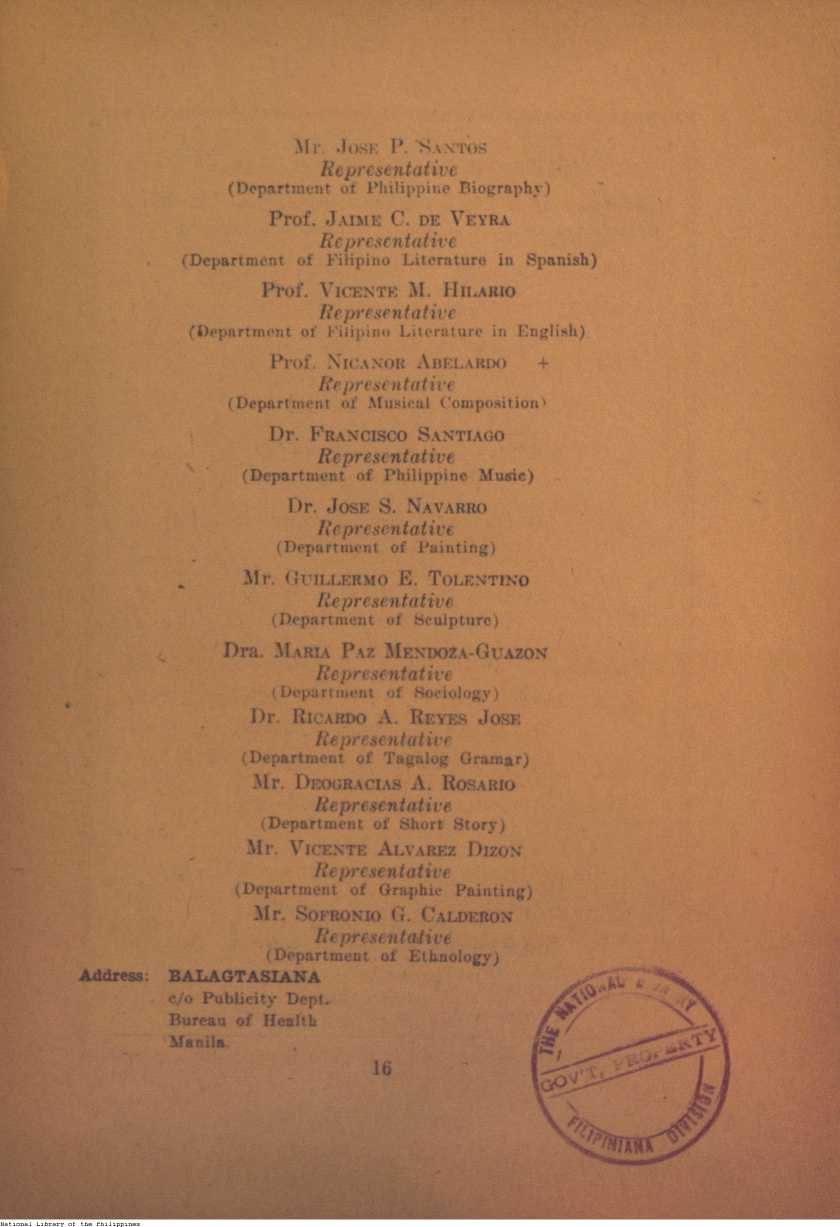 Mr. JOSE P. SANTOS
Representative
(Department of Philippine Biography)
Prof. JAIME C. DE VEYRA
Representative
(Department of Filipino Literature in Spanish)
Prof. VICENTE M. HILARIO
Representative
(Department of Filipino Literature in English)
Prof. NICANOR ABELARDO +
Representative
(Department of Musical Composition)
Dr. FRANCISCO SANTIAGO
Representative
(Department of Philippine Music)
Dr. JOSE S. NAVARRO
Representative
(Department of Painting)
Mr. GUILLERMO E. TOLENTINO
Representative
(Department of Sculpture)
Dra. MARIA PAZ MENDOZA-GUAZON
Representative
(Department of Sociology)
Dr. RICARDO A. REYES JOSE
Representative
(Department of Tagalog Gramar)
Mr. DEOGRACIAS A. ROSARIO
Representative
(Department of Short Story)
Mr. VICENTE ALVAREZ DIZON
Representative
(Department of Graphic Painting)
Mr. SOFRONIO G. CALDERON
Representative
(Department of Ethnology)
Address: BALAGTASIANA
c/o Publicity Dept.
Bureau of Health
Manila.
16
THE NATIONAL
GOV'T, PROPERTY
FILIPINIANA DIVISION
National Library of the Philippines